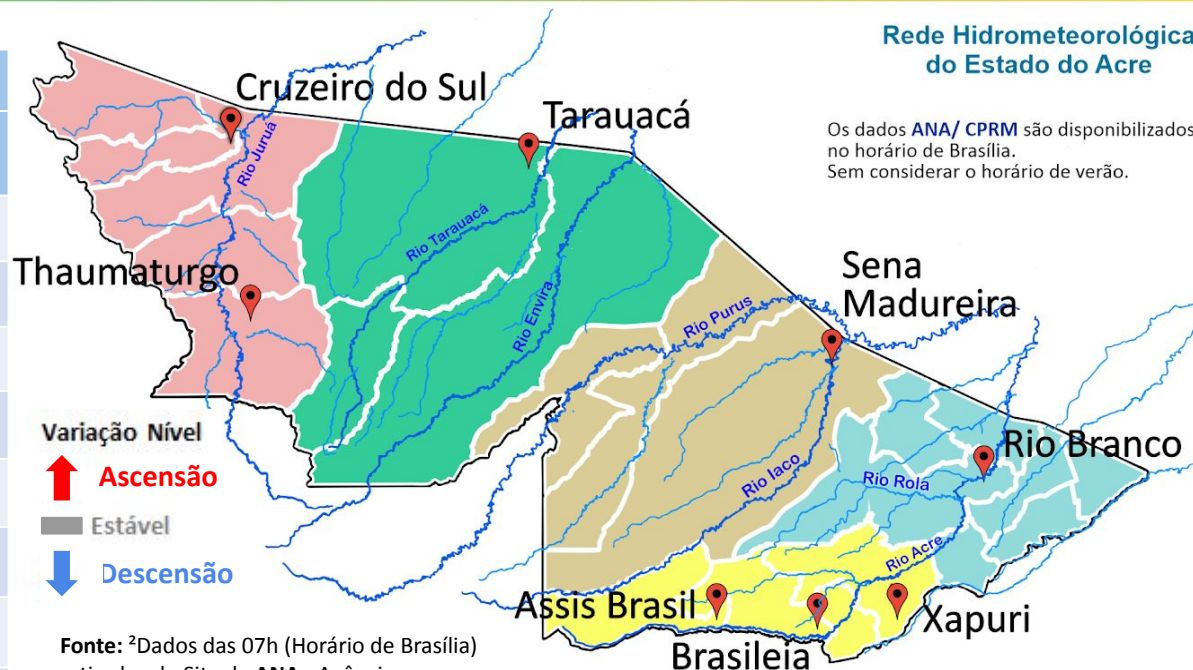 Rede Hidrometeorológica
do Estado do Acre
Os dados ANA/ CPRM são disponibilizados
no horário de Brasília.
Sem considerar o horário de verão.
Cruzeiro do Sul
Tarauacá
Rio Juruá
Rio Tarauacá
Thaumaturgo
Rio Envira
Sena
Madureira
Rio Purus
Variação Nível
Ascensão
Estável
Descensão
Rio Branco
Rio Iaco
Rio Rola
Rio Acre
Assis Brasil
Xapuri
Brasileia
Fonte: ²Dados das 07h (Horário de Brasília)